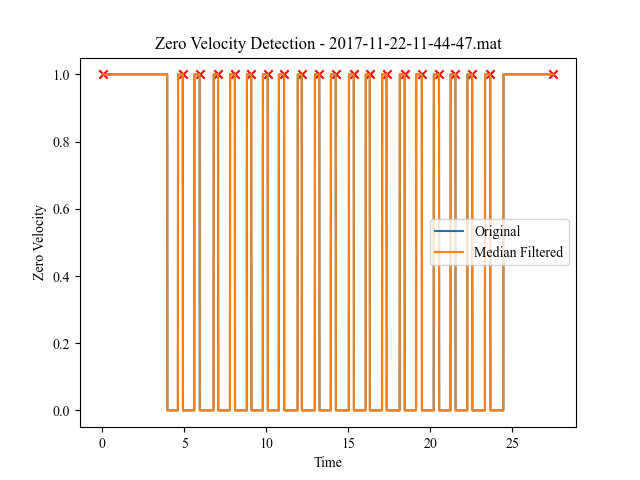 Zero Velocity Detection - 2017-11-22-11-44-47.mat
1.0
0.8
0.6
0.4
0.2
0.0
Zero Velocity
Original
Median Filtered
0 5 10 15 20 25
Time